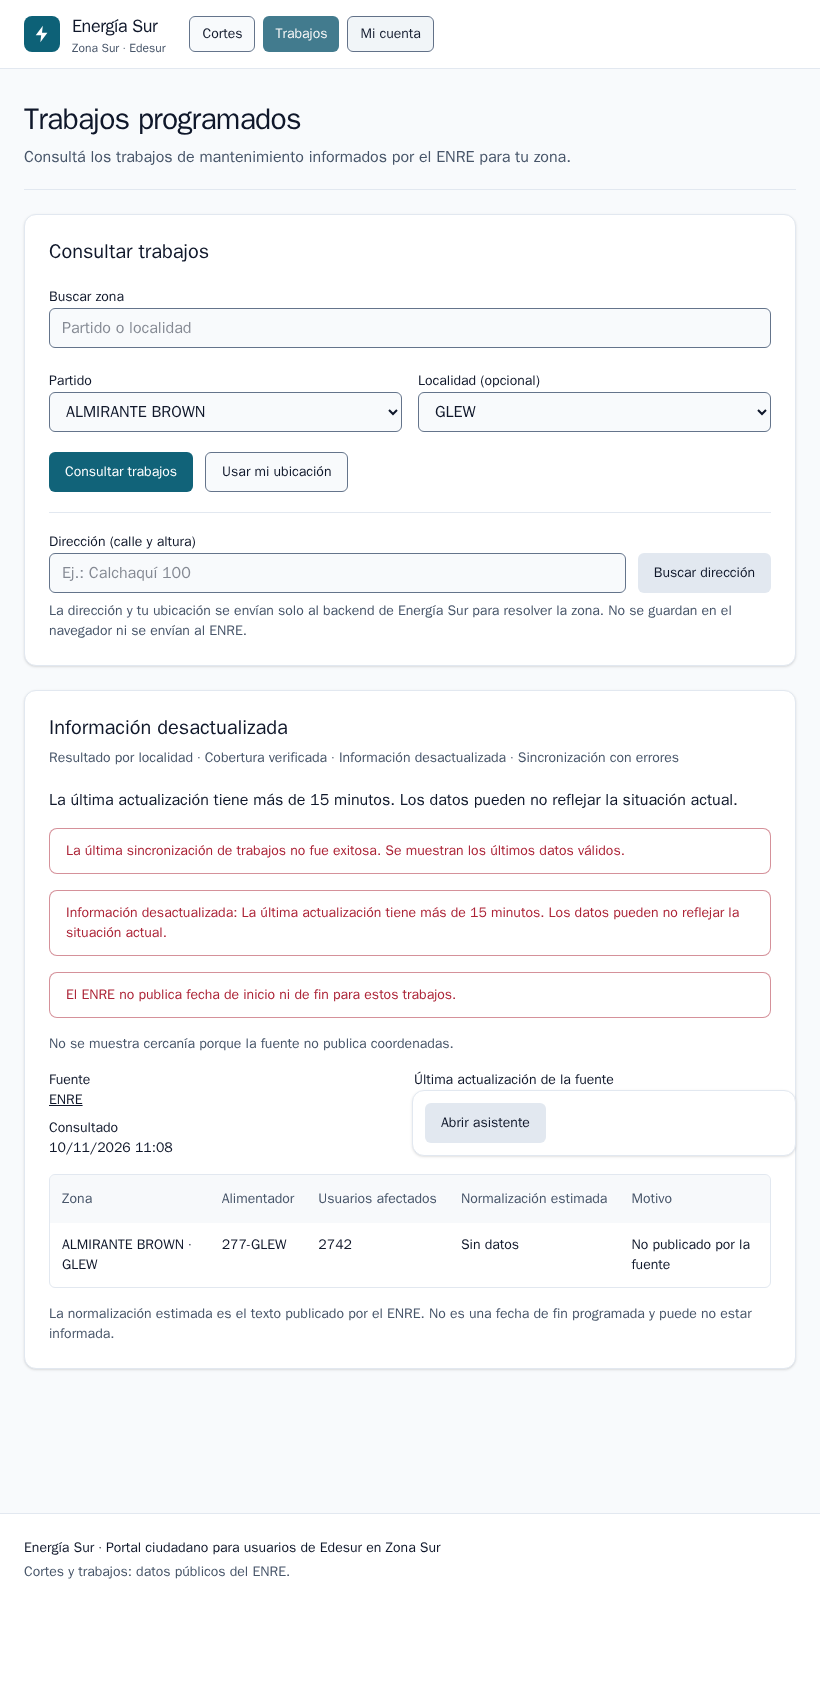 Energía Sur
Zona Sur · Edesur
Cortes
Trabajos
Mi cuenta
Trabajos programados
Consultá los trabajos de mantenimiento informados por el ENRE para tu zona.
Consultar trabajos
Buscar zona
Partido o localidad
Partido
Localidad (opcional)
ALMIRANTE BROWN
GLEW
Consultar trabajos
Usar mi ubicación
Dirección (calle y altura)
Ej.: Calchaquí 100
Buscar dirección
La dirección y tu ubicación se envían solo al backend de Energía Sur para resolver la zona. No se guardan en el
navegador ni se envían al ENRE.
Información desactualizada
Resultado por localidad · Cobertura verificada · Información desactualizada · Sincronización con errores
La última actualización tiene más de 15 minutos. Los datos pueden no reflejar la situación actual.
La última sincronización de trabajos no fue exitosa. Se muestran los últimos datos válidos.
Información desactualizada: La última actualización tiene más de 15 minutos. Los datos pueden no reflejar la
situación actual.
El ENRE no publica fecha de inicio ni de fin para estos trabajos.
No se muestra cercanía porque la fuente no publica coordenadas.
Fuente
ENRE
Última actualización de la fuente
Abrir asistente
Consultado
10/11/2026 11:08
Zona Alimentador Usuarios afectados Normalización estimada Motivo
ALMIRANTE BROWN · 277-GLEW 2742 Sin datos No publicado por la
GLEW fuente
La normalización estimada es el texto publicado por el ENRE. No es una fecha de fin programada y puede no estar
informada.
Energía Sur · Portal ciudadano para usuarios de Edesur en Zona Sur
Cortes y trabajos: datos públicos del ENRE.